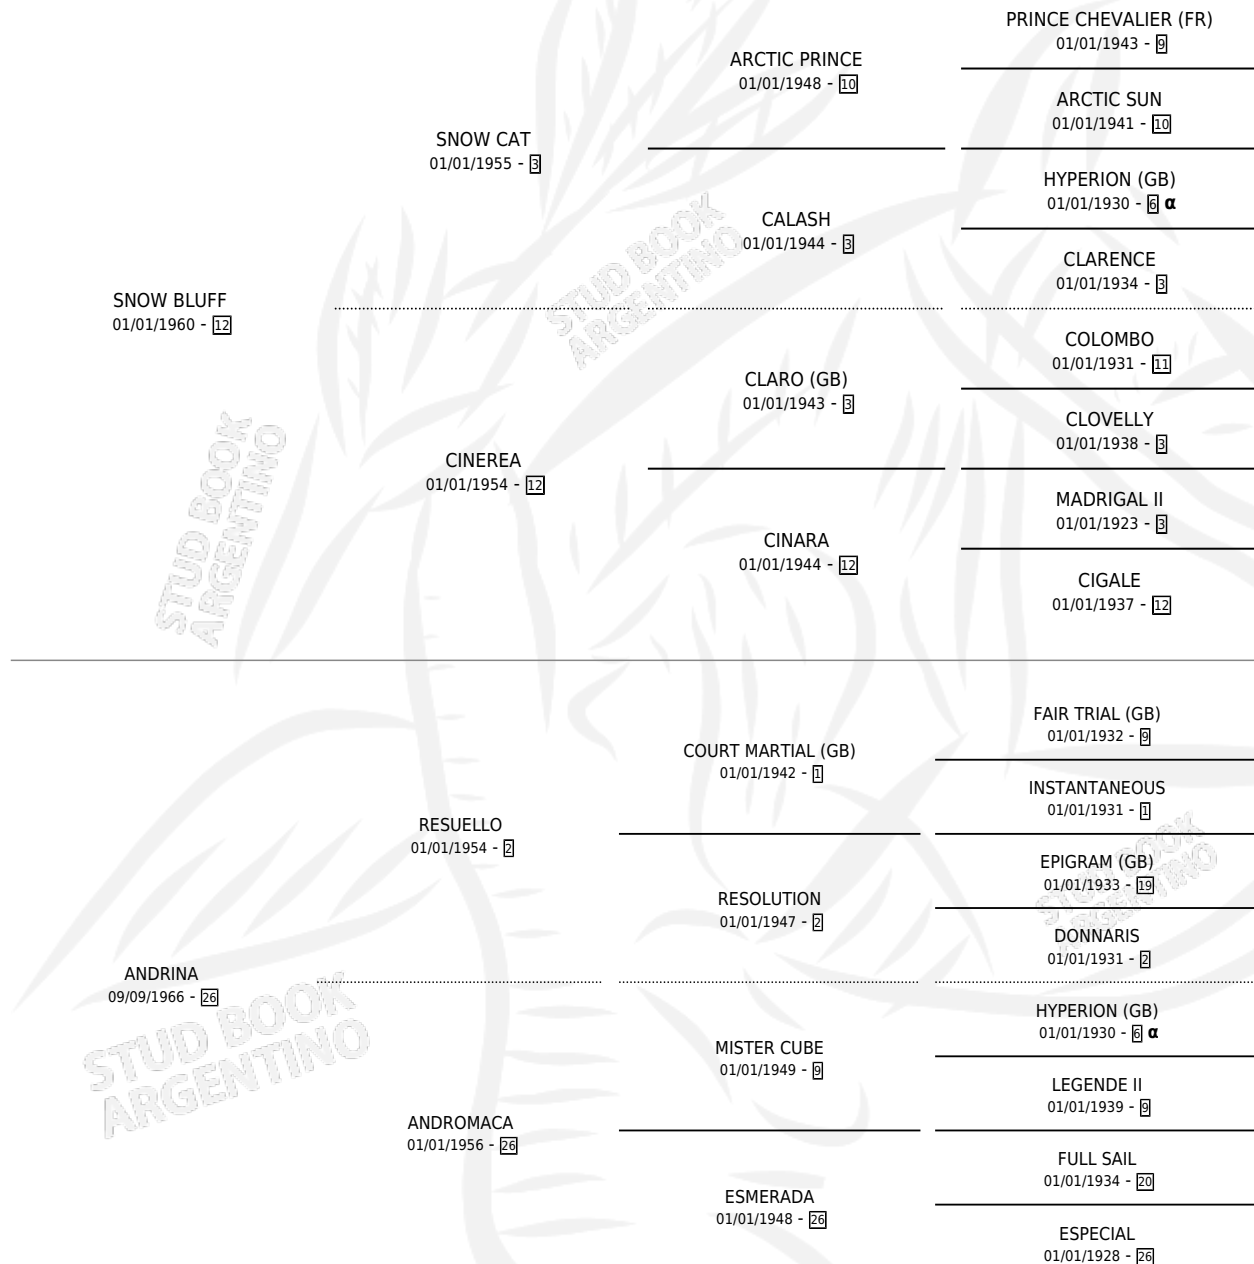 PRINCE CHEVALIER (FR)
01/01/1943 - 9
ARCTIC PRINCE
01/01/1948 - 10
ARCTIC SUN
01/01/1941 - 10
SNOW CAT
01/01/1955 - 3
HYPERION (GB)
01/01/1930 - 6 α
CALASH
01/01/1944 - 3
CLARENCE
01/01/1934 - 3
SNOW BLUFF
01/01/1960 - 12
COLOMBO
01/01/1931 - 11
CLARO (GB)
01/01/1943 - 3
CLOVELLY
01/01/1938 - 3
CINEREA
01/01/1954 - 12
MADRIGAL II
01/01/1923 - 3
CINARA
01/01/1944 - 12
CIGALE
01/01/1937 - 12
FAIR TRIAL (GB)
01/01/1932 - 9
COURT MARTIAL (GB)
01/01/1942 - 1
INSTANTANEOUS
01/01/1931 - 1
RESUELLO
01/01/1954 - 2
EPIGRAM (GB)
01/01/1933 - 19
RESOLUTION
01/01/1947 - 2
DONNARIS
01/01/1931 - 2
ANDRINA
09/09/1966 - 26
HYPERION (GB)
01/01/1930 - 6 α
MISTER CUBE
01/01/1949 - 9
LEGENDE II
01/01/1939 - 9
ANDROMACA
01/01/1956 - 26
FULL SAIL
01/01/1934 - 20
ESMERADA
01/01/1948 - 26
ESPECIAL
01/01/1928 - 26
STUD BOOK
ARGENTINO
STUD BOOK
ARGENTINO
STUD BOOK
ARGENTINO
STUD BOOK
ARGENTINO